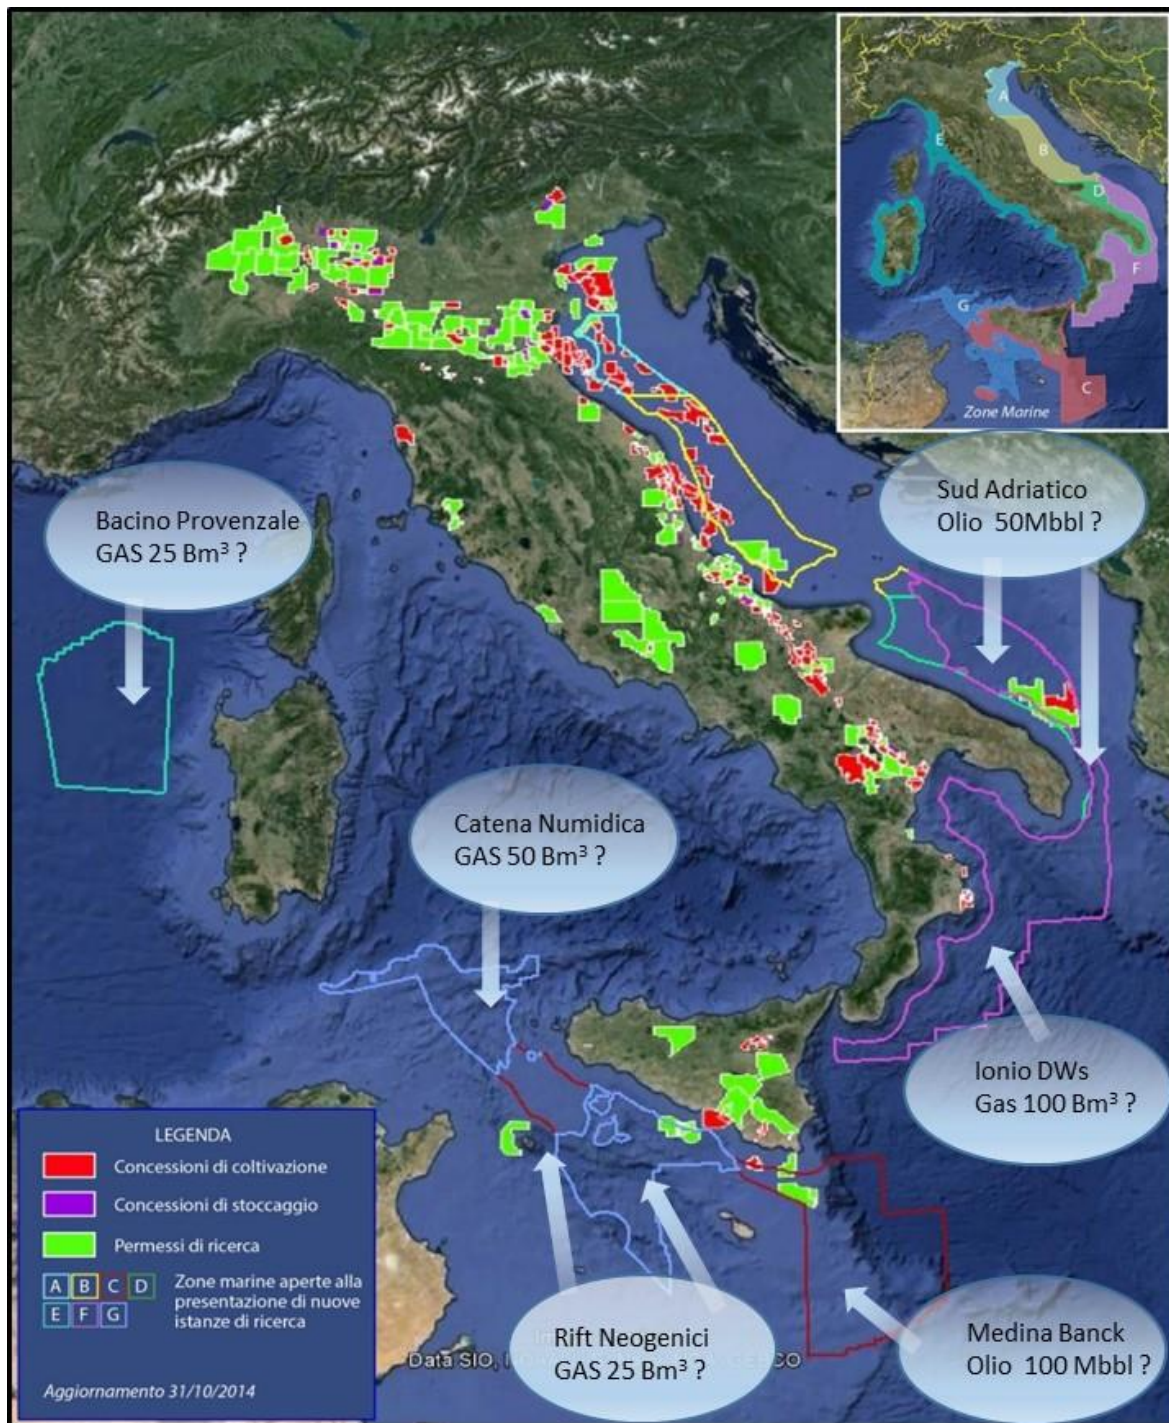 A
B
D
E
F
G
C
Zone Marine
Bacino Provenzale
GAS 25 Bm³ ?
Sud Adriatico
Olio 50Mbbl ?
Catena Numidica
GAS 50 Bm³ ?
Ionio DWs
Gas 100 Bm³ ?
Rift Neogenici
GAS 25 Bm³ ?
Medina Banck
Olio 100 Mbbl ?
Data SIO,
LEGENDA
Concessioni di coltivazione
Concessioni di stoccaggio
Permessi di ricerca
A B C D
E F G
Zone marine aperte alla
presentazione di nuove
istanze di ricerca
Aggiornamento 31/10/2014